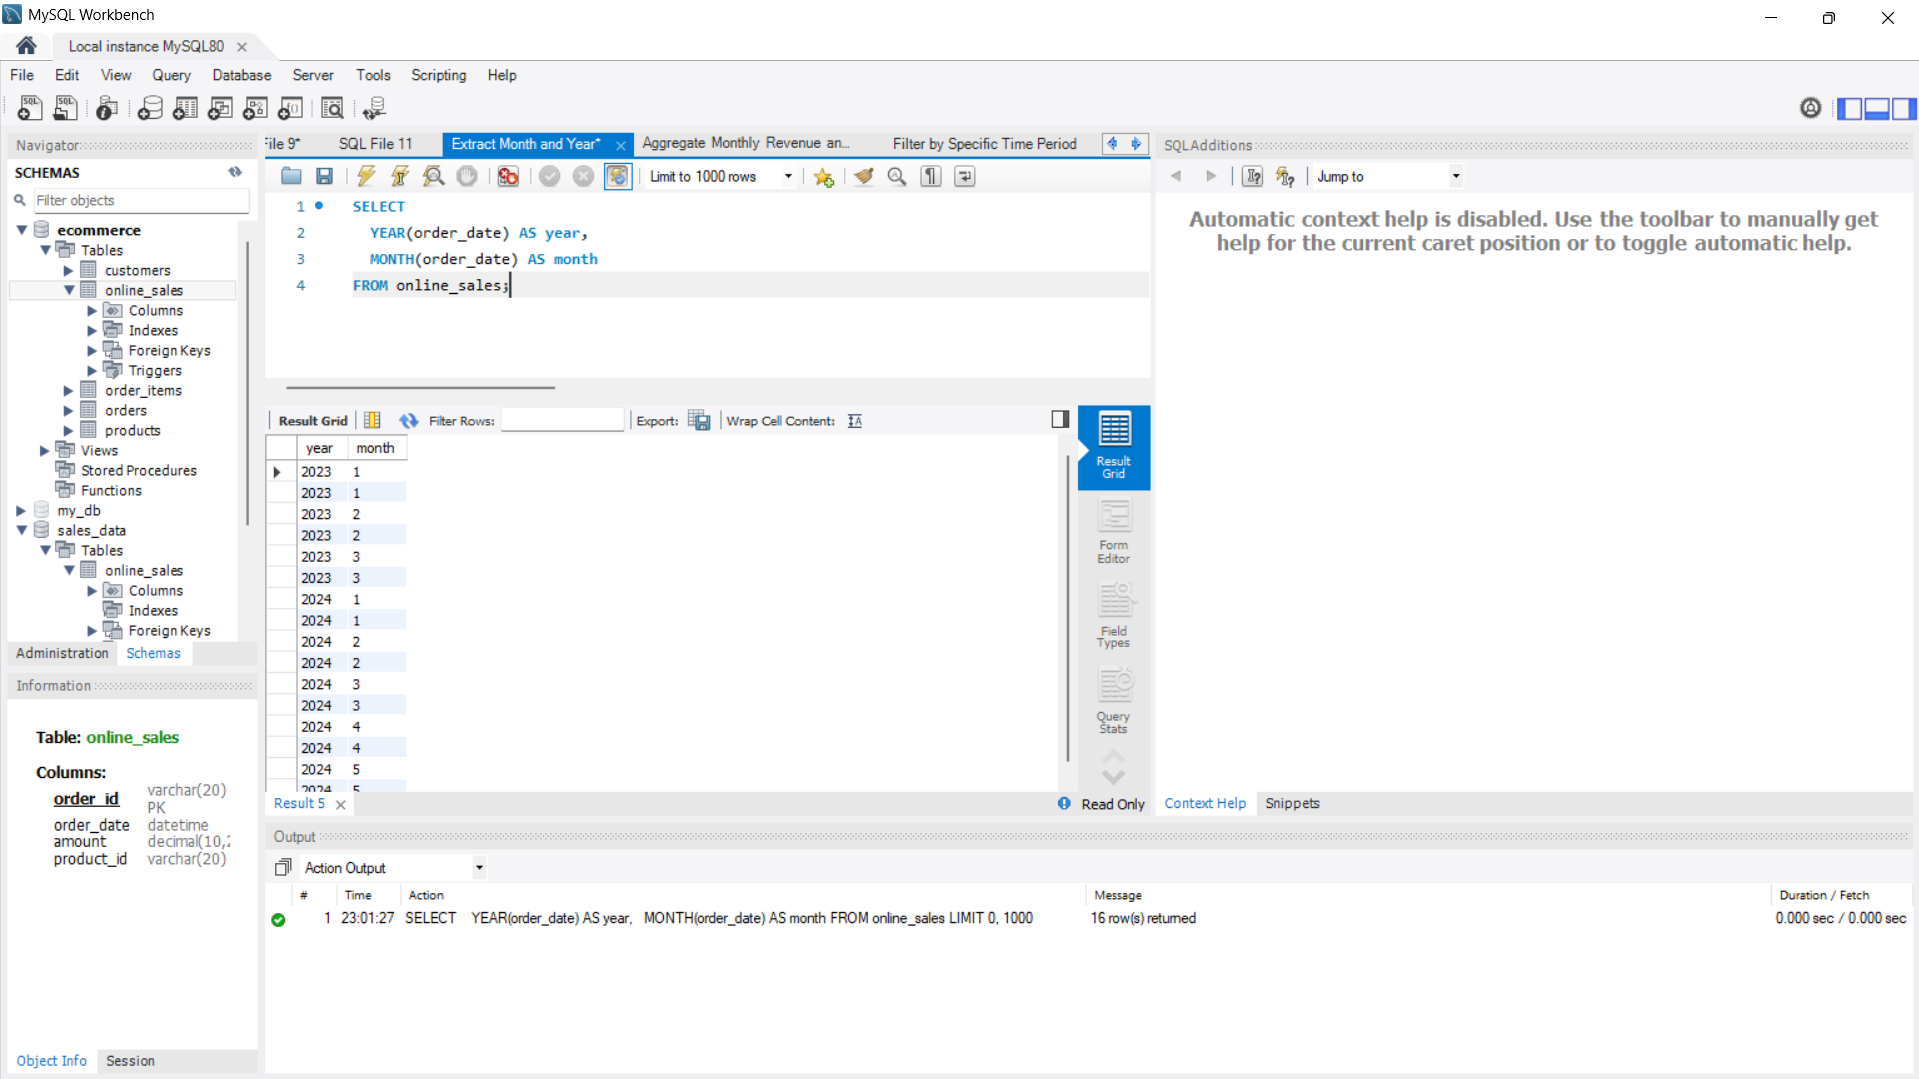 MySQL Workbench
Local instance MySQL80
File Edit View Query Database Server Tools Scripting Help
Navigator
SCHEMAS
Filter objects
ecommerce
Tables
customers
online_sales
Columns
Indexes
Foreign Keys
Triggers
order_items
orders
products
Views
Stored Procedures
Functions
my_db
sales_data
Tables
online_sales
Columns
Indexes
Foreign Keys
Administration Schemas
Information
Table: online_sales
Columns:
order_id varchar(20) PK
order_date datetime
amount decimal(10,2
product_id varchar(20)
Object Info Session
ile 9* SQL File 11 Extract Month and Year* Aggregate Monthly Revenue an... Filter by Specific Time Period
Limit to 1000 rows
1 SELECT
2 YEAR(order_date) AS year,
3 MONTH(order_date) AS month
4 FROM online_sales;
Result Grid Filter Rows: Export: Wrap Cell Content:
year month
2023 1
2023 1
2023 2
2023 2
2023 3
2023 3
2024 1
2024 1
2024 2
2024 2
2024 3
2024 3
2024 4
2024 4
2024 5
2024 5
Result Grid
Form Editor
Field Types
Query Stats
Result 5 Read Only
SQLAdditions
Jump to
Automatic context help is disabled. Use the toolbar to manually get
help for the current caret position or to toggle automatic help.
Context Help Snippets
Output
Action Output
# Time Action Message Duration / Fetch
1 23:01:27 SELECT YEAR(order_date) AS year, MONTH(order_date) AS month FROM online_sales LIMIT 0, 1000 16 row(s) returned 0.000 sec / 0.000 sec